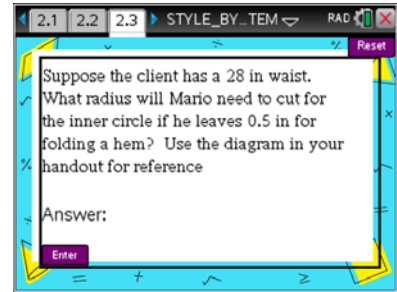 2.1 2.2 2.3 STYLE_BY_TEM RAD
Reset
Suppose the client has a 28 in waist.
What radius will Mario need to cut for
the inner circle if he leaves 0.5 in for
folding a hem? Use the diagram in your
handout for reference
Answer:
Enter